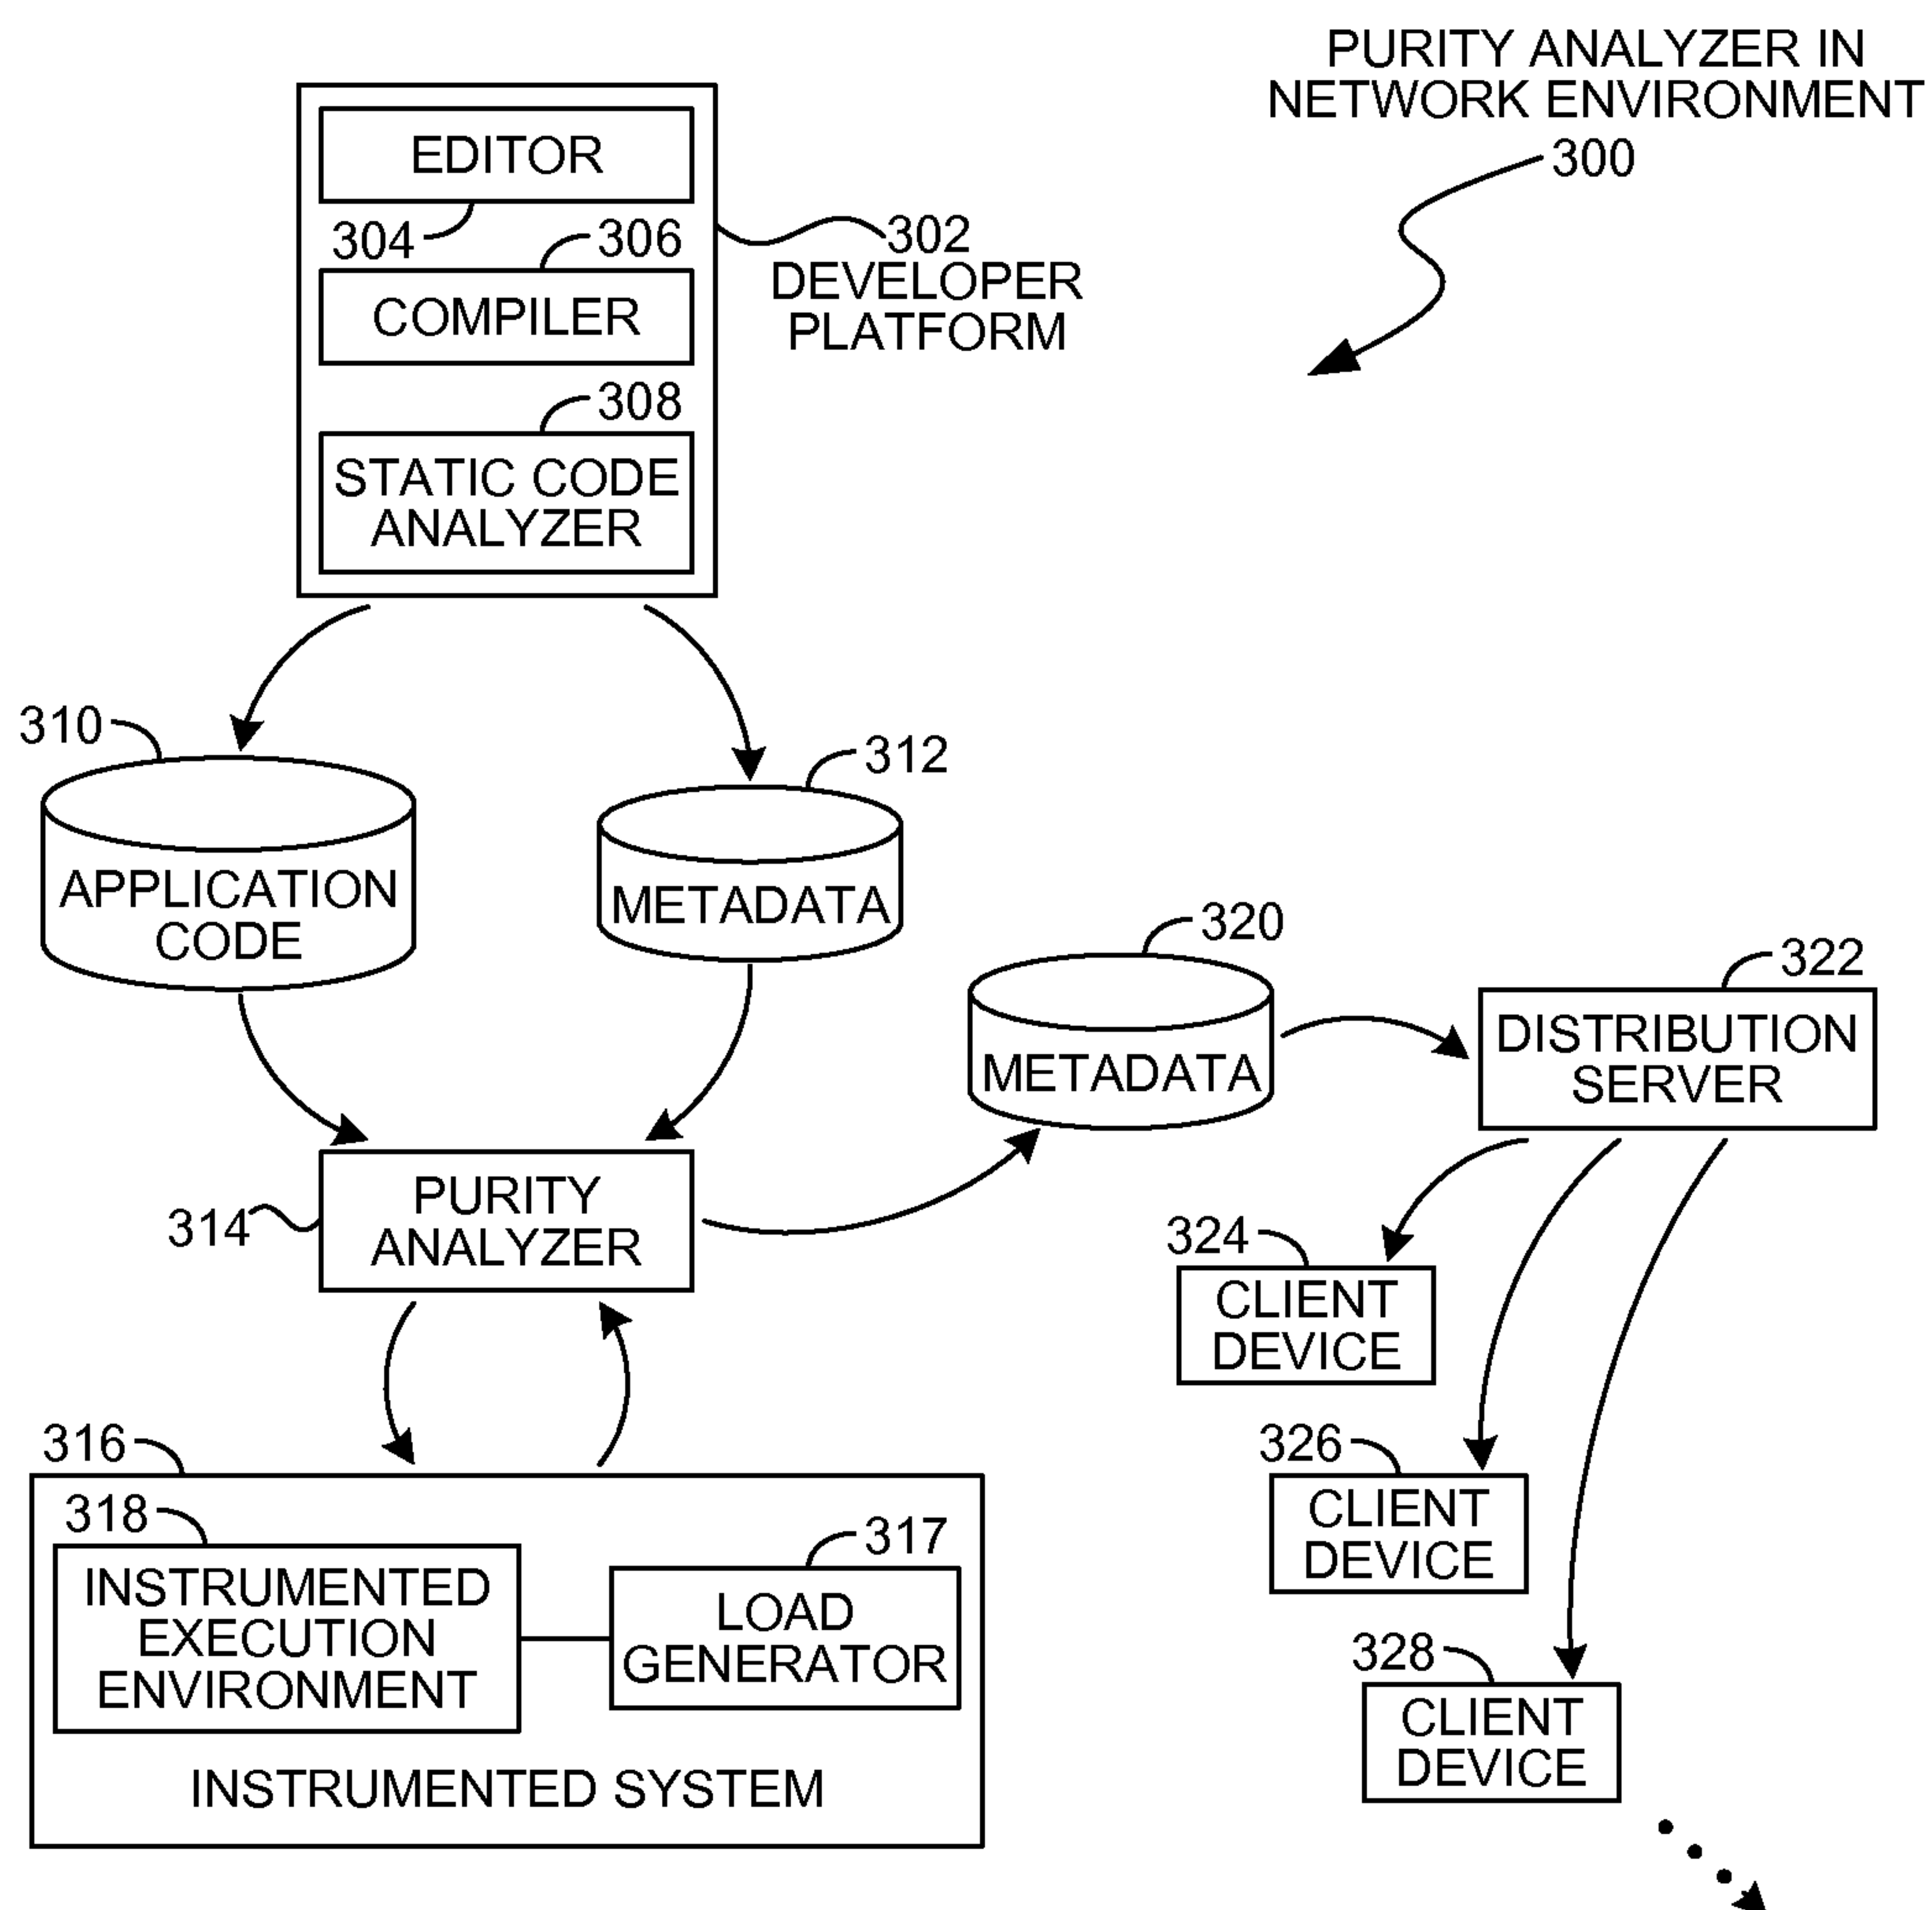 PURITY ANALYZER IN
NETWORK ENVIRONMENT
300
EDITOR
304
306
302
DEVELOPER
PLATFORM
COMPILER
308
STATIC CODE
ANALYZER
310
312
APPLICATION
CODE
METADATA
320
322
METADATA
DISTRIBUTION
SERVER
314
PURITY
ANALYZER
324
CLIENT
DEVICE
316
326
318
317
CLIENT
DEVICE
INSTRUMENTED
EXECUTION
ENVIRONMENT
LOAD
GENERATOR
328
CLIENT
DEVICE
INSTRUMENTED SYSTEM